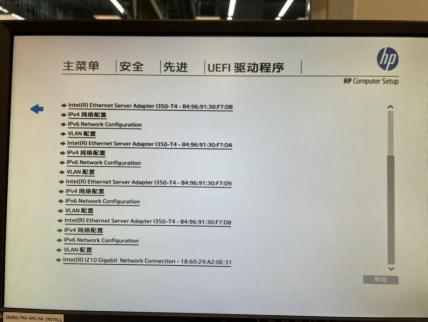 主菜单 安全 先进 UEFI 驱动程序
hp
HP Computer Setup
Intel(R) Ethernet Server Adapter I350-T4 - B4:96:91:30:F7:DB
IPv4 网络配置
IPv6 Network Configuration
VLAN 配置
Intel(R) Ethernet Server Adapter I350-T4 - B4:96:91:30:F7:DA
IPv4 网络配置
IPv6 Network Configuration
VLAN 配置
Intel(R) Ethernet Server Adapter I350-T4 - B4:96:91:30:F7:D9
IPv4 网络配置
IPv6 Network Configuration
VLAN 配置
Intel(R) Ethernet Server Adapter I350-T4 - B4:96:91:30:F7:D8
IPv4 网络配置
IPv6 Network Configuration
VLAN 配置
Intel(R) I210 Gigabit Network Connection - 18:60:24:A2:0E:31